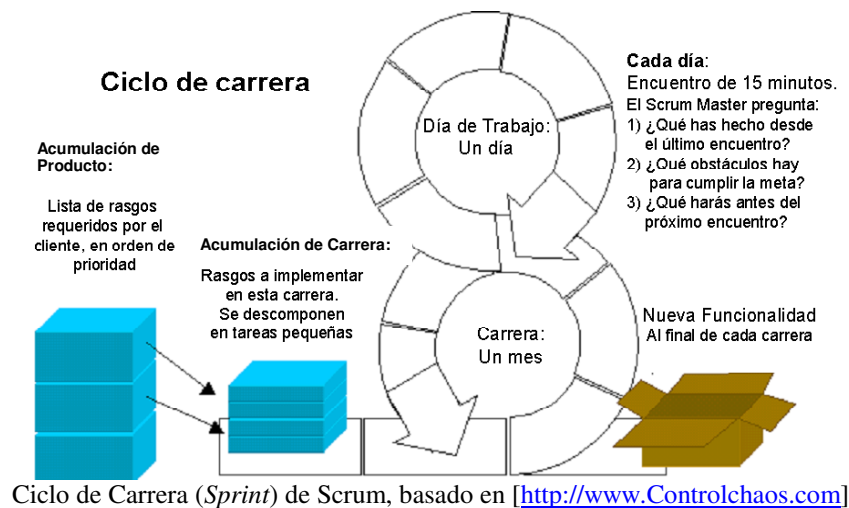 Ciclo de carrera
Acumulación de
Producto:
Lista de rasgos
requeridos por el
cliente, en orden de
prioridad
Acumulación de Carrera:
Rasgos a implementar
en esta carrera.
Se descomponen
en tareas pequeñas
Día de Trabajo:
Un día
Carrera:
Un mes
Cada día:
Encuentro de 15 minutos.
El Scrum Master pregunta:
1) ¿Qué has hecho desde
el último encuentro?
2) ¿Qué obstáculos hay
para cumplir la meta?
3) ¿Qué harás antes del
próximo encuentro?
Nueva Funcionalidad
Al final de cada carrera
Ciclo de Carrera (Sprint) de Scrum, basado en [http://www.Controlchaos.com]